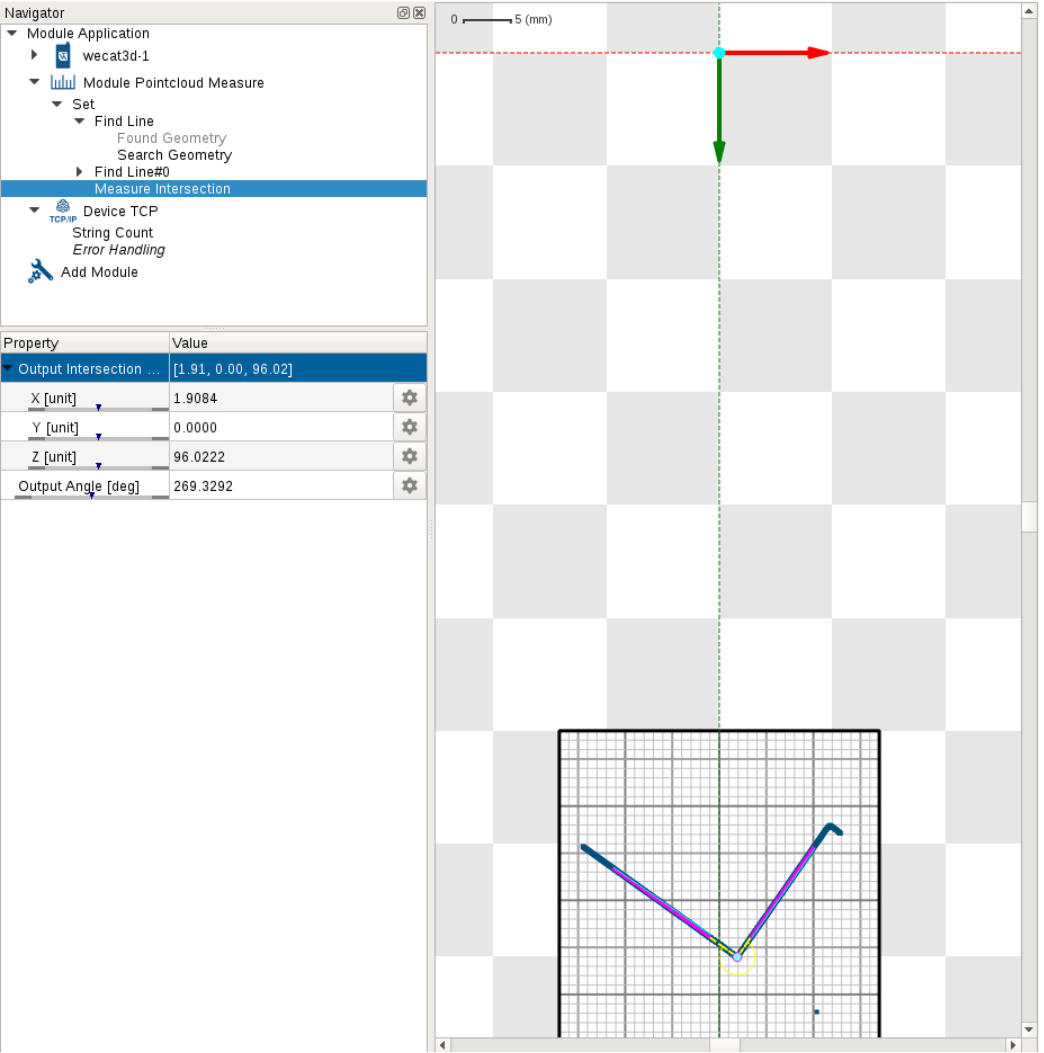 Navigator
Module Application
wecat3d-1
Module Pointcloud Measure
Set
Find Line
Found Geometry
Search Geometry
Find Line#0
Measure Intersection
TCP/IP Device TCP
String Count
Error Handling
Add Module
Property Value
Output Intersection ... [1.91, 0.00, 96.02]
X [unit] 1.9084
Y [unit] 0.0000
Z [unit] 96.0222
Output Angle [deg] 269.3292
0 5 (mm)